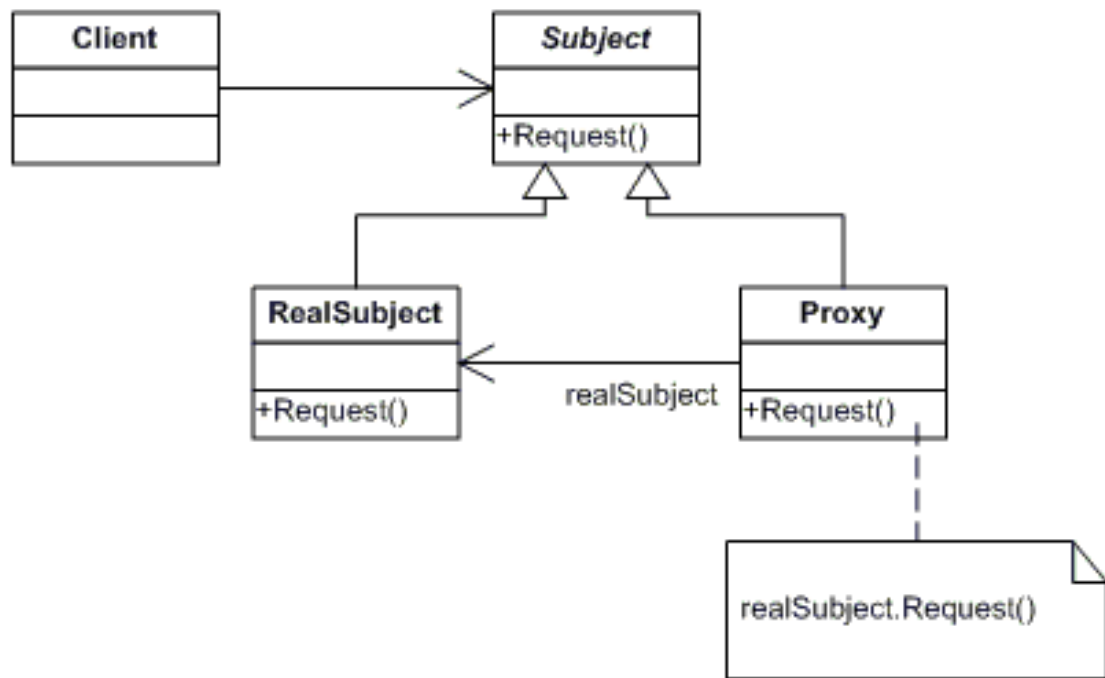 Client
Subject
+Request()
RealSubject
+Request()
realSubject
Proxy
+Request()
realSubject.Request()